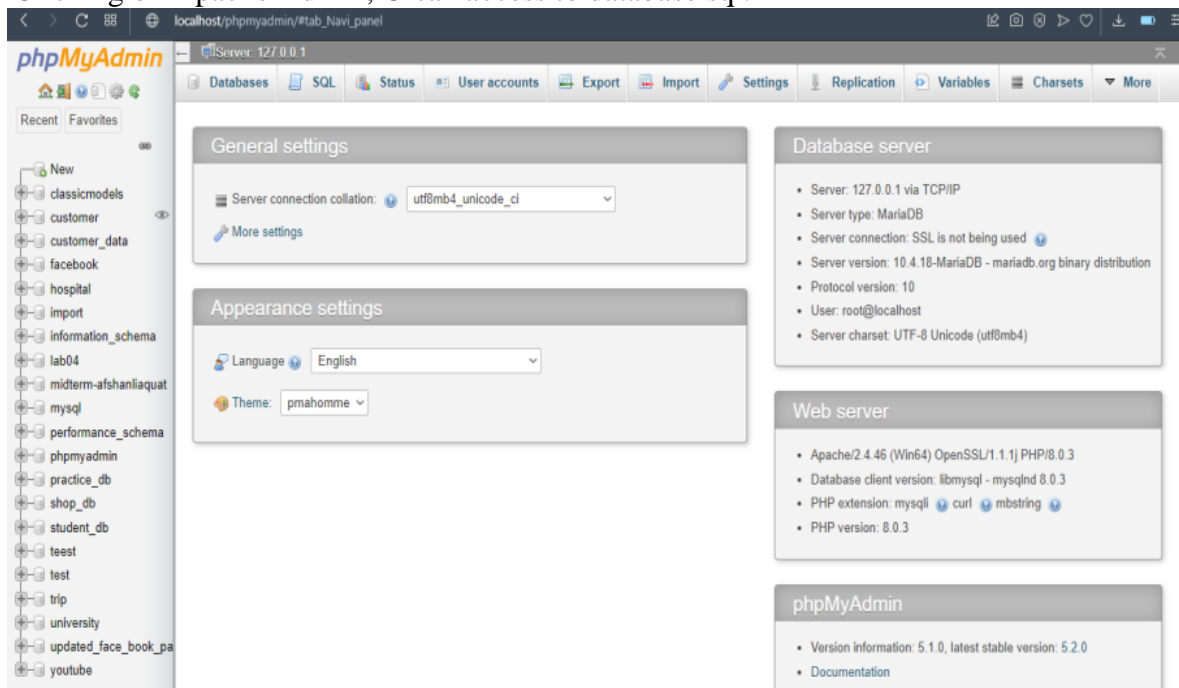 localhost/phpmyadmin/#tab_Navi_panel
phpMyAdmin
Recent Favorites
New
classicmodels
customer
customer_data
facebook
hospital
import
information_schema
lab04
midterm-afshanliaquat
mysql
performance_schema
phpmyadmin
practice_db
shop_db
student_db
teest
test
trip
university
updated_face_book_pa
youtube
Server: 127.0.0.1
Databases SQL Status User accounts Export Import Settings Replication Variables Charsets More
General settings
Server connection collation: utf8mb4_unicode_ci
More settings
Appearance settings
Language English
Theme: pmahomme
Database server
Server: 127.0.0.1 via TCP/IP
Server type: MariaDB
Server connection: SSL is not being used
Server version: 10.4.18-MariaDB - mariadb.org binary distribution
Protocol version: 10
User: root@localhost
Server charset: UTF-8 Unicode (utf8mb4)
Web server
Apache/2.4.46 (Win64) OpenSSL/1.1.1j PHP/8.0.3
Database client version: libmysql - mysqlnd 8.0.3
PHP extension: mysqli curl mbstring
PHP version: 8.0.3
phpMyAdmin
Version information: 5.1.0, latest stable version: 5.2.0
Documentation